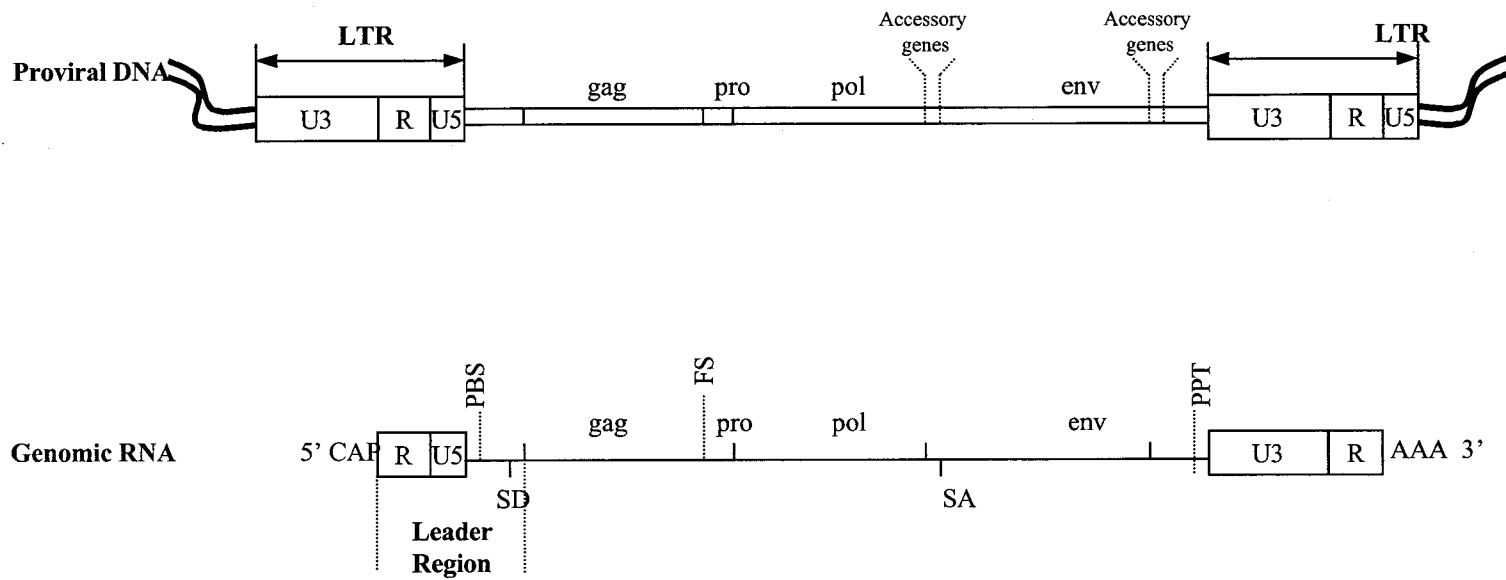 Accessory genes
Accessory genes
LTR
LTR
Proviral DNA
gag pro pol env
U3 R U5
U3 R U5
PBS
FS
PPT
gag pro pol env
Genomic RNA
5’ CAP R U5
U3 R AAA 3’
SD
SA
Leader
Region